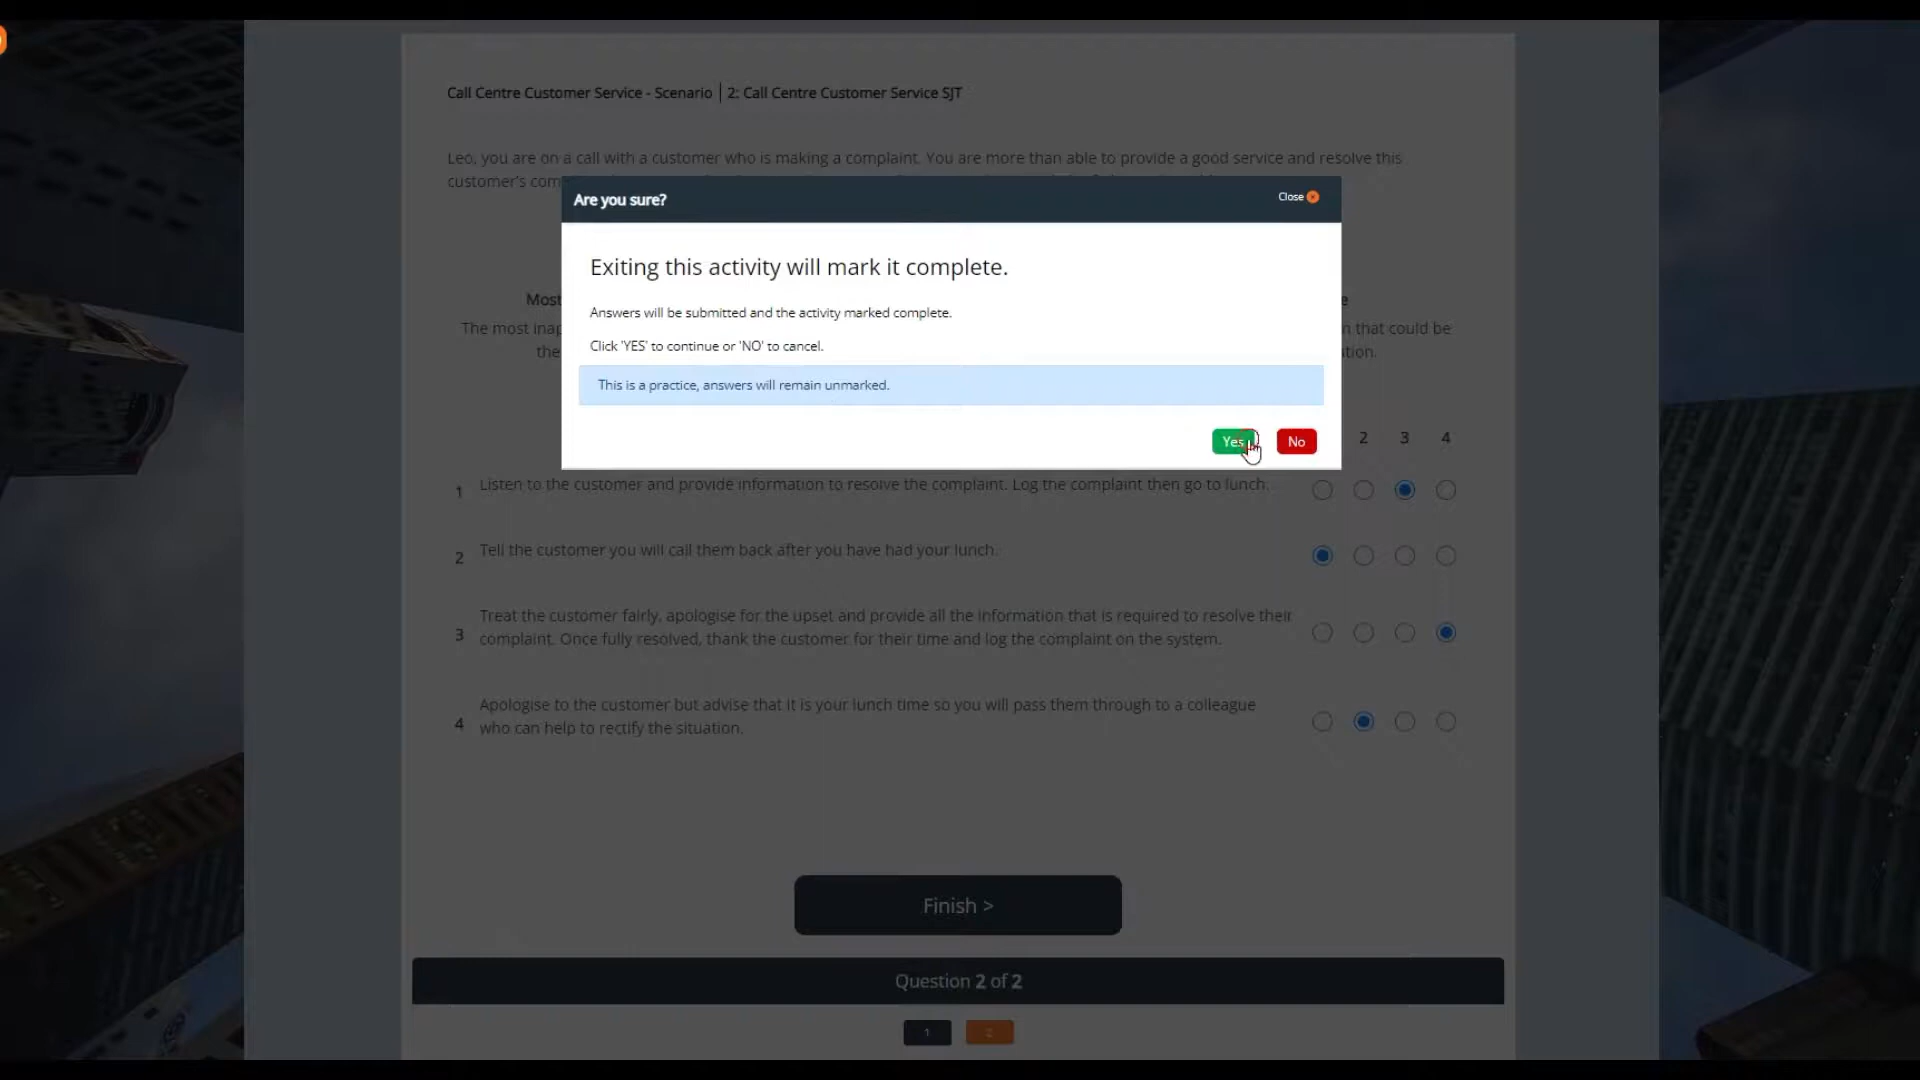 Call Centre Customer Service - Scenario | 2: Call Centre Customer Service SJT
Leo, you are on a call with a customer who is making a complaint. You are more than able to provide a good service and resolve this
customer's com
Are you sure?
Close
Exiting this activity will mark it complete.
Answers will be submitted and the activity marked complete.
Click 'YES' to continue or 'NO' to cancel.
This is a practice, answers will remain unmarked.
Yes
No
Most
e
The most inap
n that could be
the
tion.
2 3 4
1 Listen to the customer and provide information to resolve the complaint. Log the complaint then go to lunch.
2 Tell the customer you will call them back after you have had your lunch.
3 Treat the customer fairly, apologise for the upset and provide all the information that is required to resolve their
complaint. Once fully resolved, thank the customer for their time and log the complaint on the system.
4 Apologise to the customer but advise that it is your lunch time so you will pass them through to a colleague
who can help to rectify the situation.
Finish >
Question 2 of 2
1 2